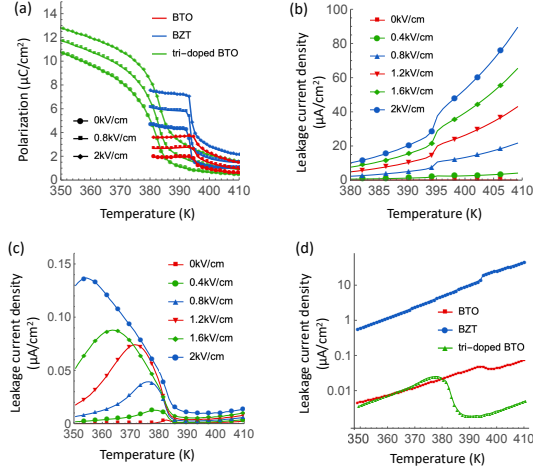 (a)
Polarization (μC/cm²)
14
12
10
8
6
4
2
0
BTO
BZT
tri-doped BTO
0kV/cm
0.8kV/cm
2kV/cm
350 360 370 380 390 400 410
Temperature (K)
(b)
Leakage current density
(μA/cm²)
100
80
60
40
20
0
0kV/cm
0.4kV/cm
0.8kV/cm
1.2kV/cm
1.6kV/cm
2kV/cm
380 385 390 395 400 405
Temperature (K)
(c)
Leakage current density
(μA/cm²)
0.15
0.10
0.05
0
0kV/cm
0.4kV/cm
0.8kV/cm
1.2kV/cm
1.6kV/cm
2kV/cm
350 360 370 380 390 400 410
Temperature (K)
(d)
Leakage current density
(μA/cm²)
10
1
0.1
0.01
BTO
BZT
tri-doped BTO
350 360 370 380 390 400 410
Temperature (K)